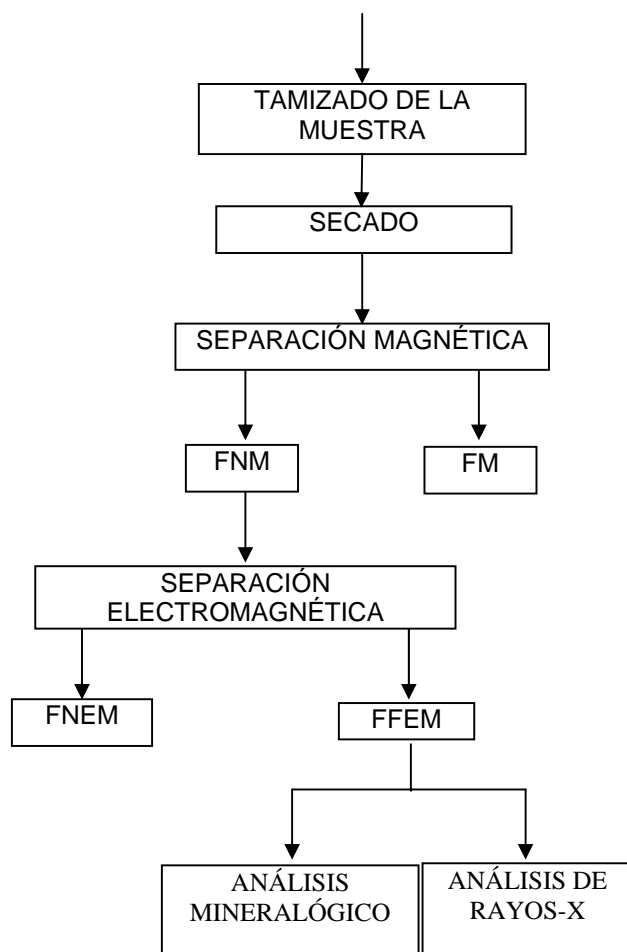 TAMIZADO DE LA
MUESTRA
SECADO
SEPARACIÓN MAGNÉTICA
FNM
FM
SEPARACIÓN
ELECTROMAGNÉTICA
FNEM
FFEM
ANÁLISIS
MINERALÓGICO
ANÁLISIS DE
RAYOS-X